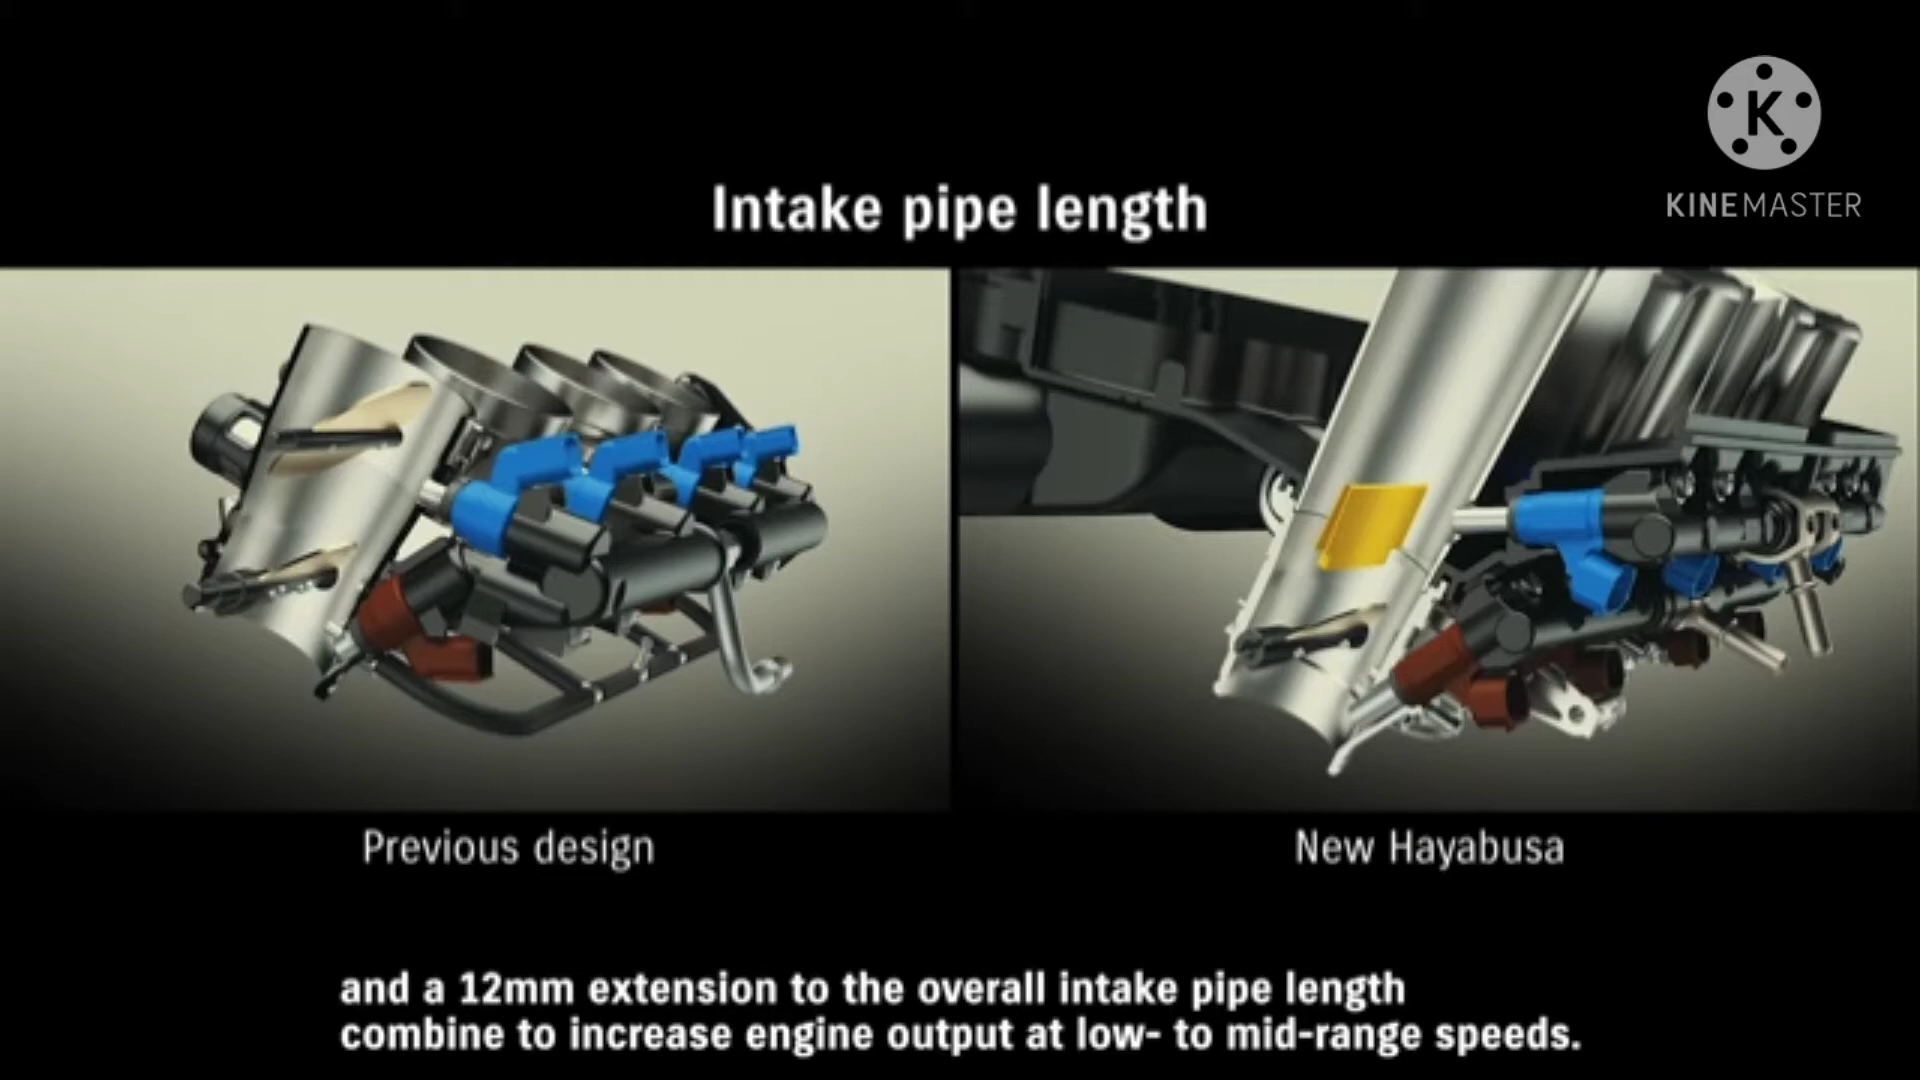 K
KINEMASTER
Intake pipe length
Previous design
New Hayabusa
and a 12mm extension to the overall intake pipe length
combine to increase engine output at low- to mid-range speeds.